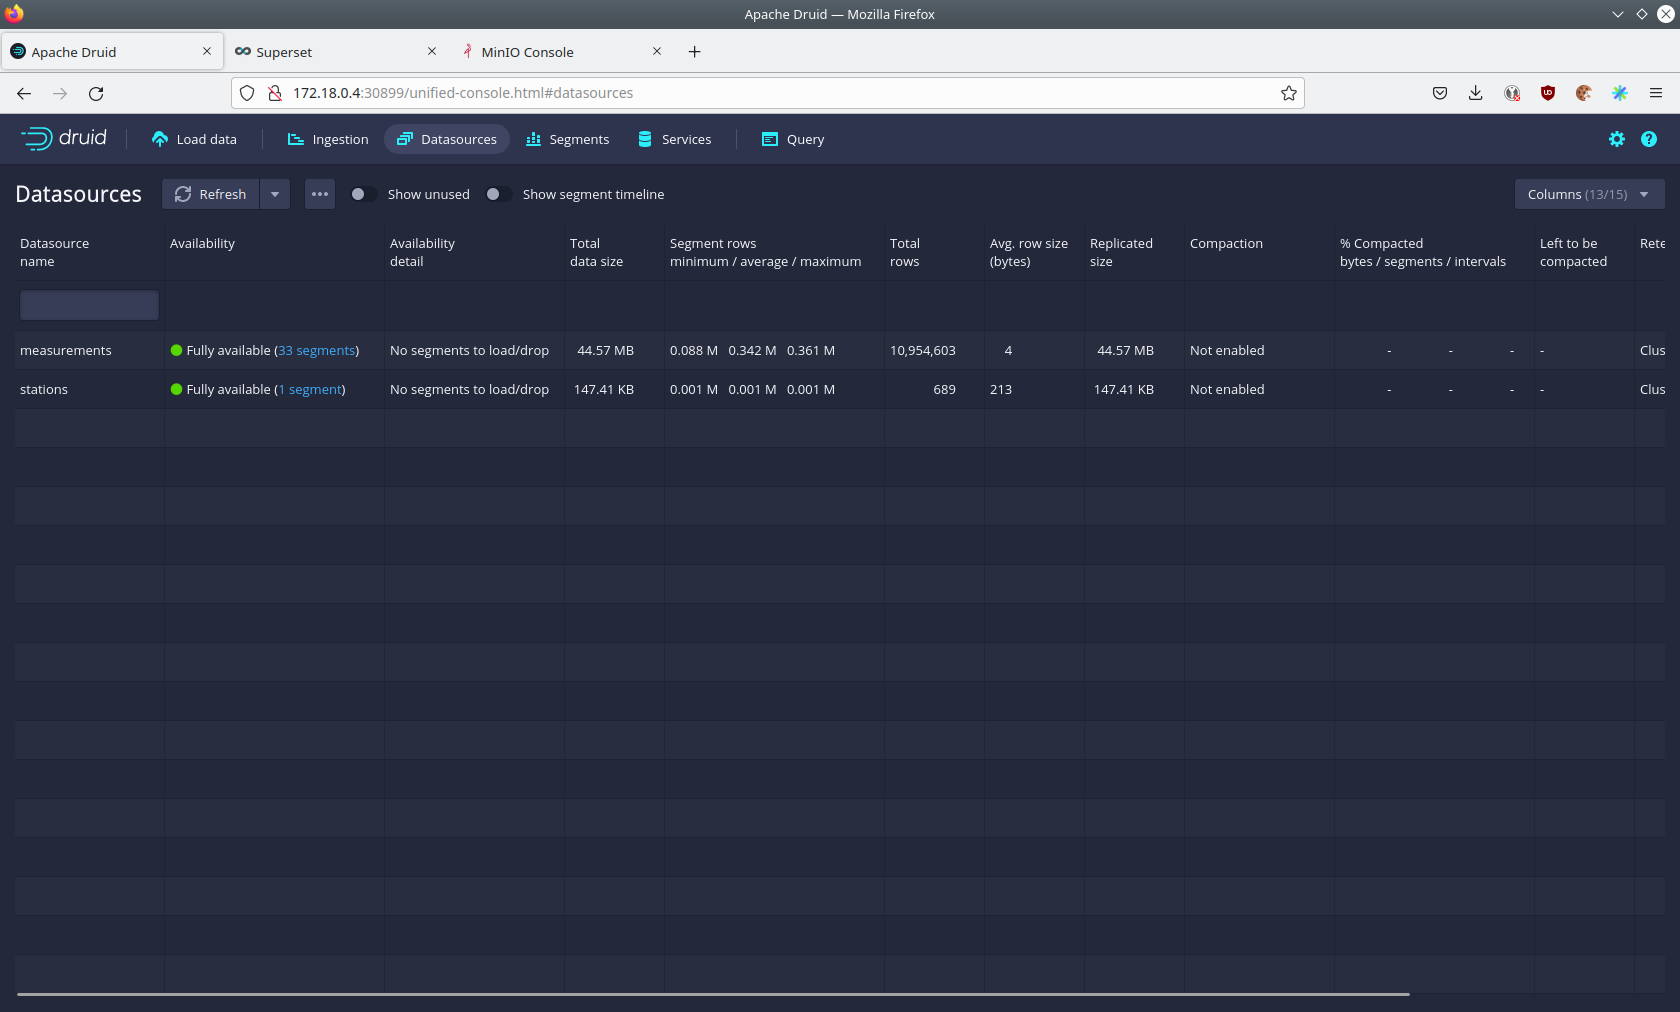 Apache Druid — Mozilla Firefox
Apache Druid
Superset
MinIO Console
172.18.0.4:30899/unified-console.html#datasources
druid
Load data
Ingestion
Datasources
Segments
Services
Query
Datasources
Refresh
Show unused
Show segment timeline
Columns (13/15)
Datasource
name
Availability
Availability
detail
Total
data size
Segment rows
minimum / average / maximum
Total
rows
Avg. row size
(bytes)
Replicated
size
Compaction
% Compacted
bytes / segments / intervals
Left to be
compacted
Rete
measurements Fully available (33 segments) No segments to load/drop 44.57 MB 0.088 M 0.342 M 0.361 M 10,954,603 4 44.57 MB Not enabled - - - - Clus
stations Fully available (1 segment) No segments to load/drop 147.41 KB 0.001 M 0.001 M 0.001 M 689 213 147.41 KB Not enabled - - - - Clus